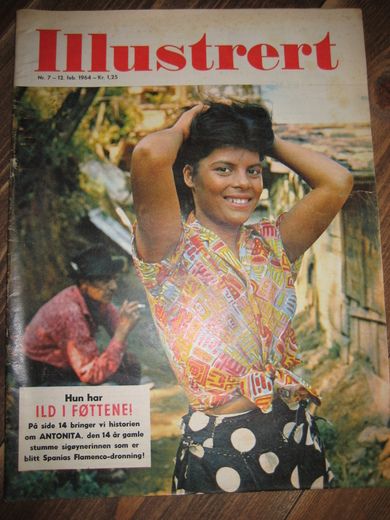 Illustrert
Nr. 7 — 12. feb. 1964 — Kr. 1,25
Hun har
ILD I FØTTENE!
På side 14 bringer vi historien
om ANTONITA, den 14 år gamle
stumme sigøynerinnen som er
blitt Spanias Flamenco-dronning!